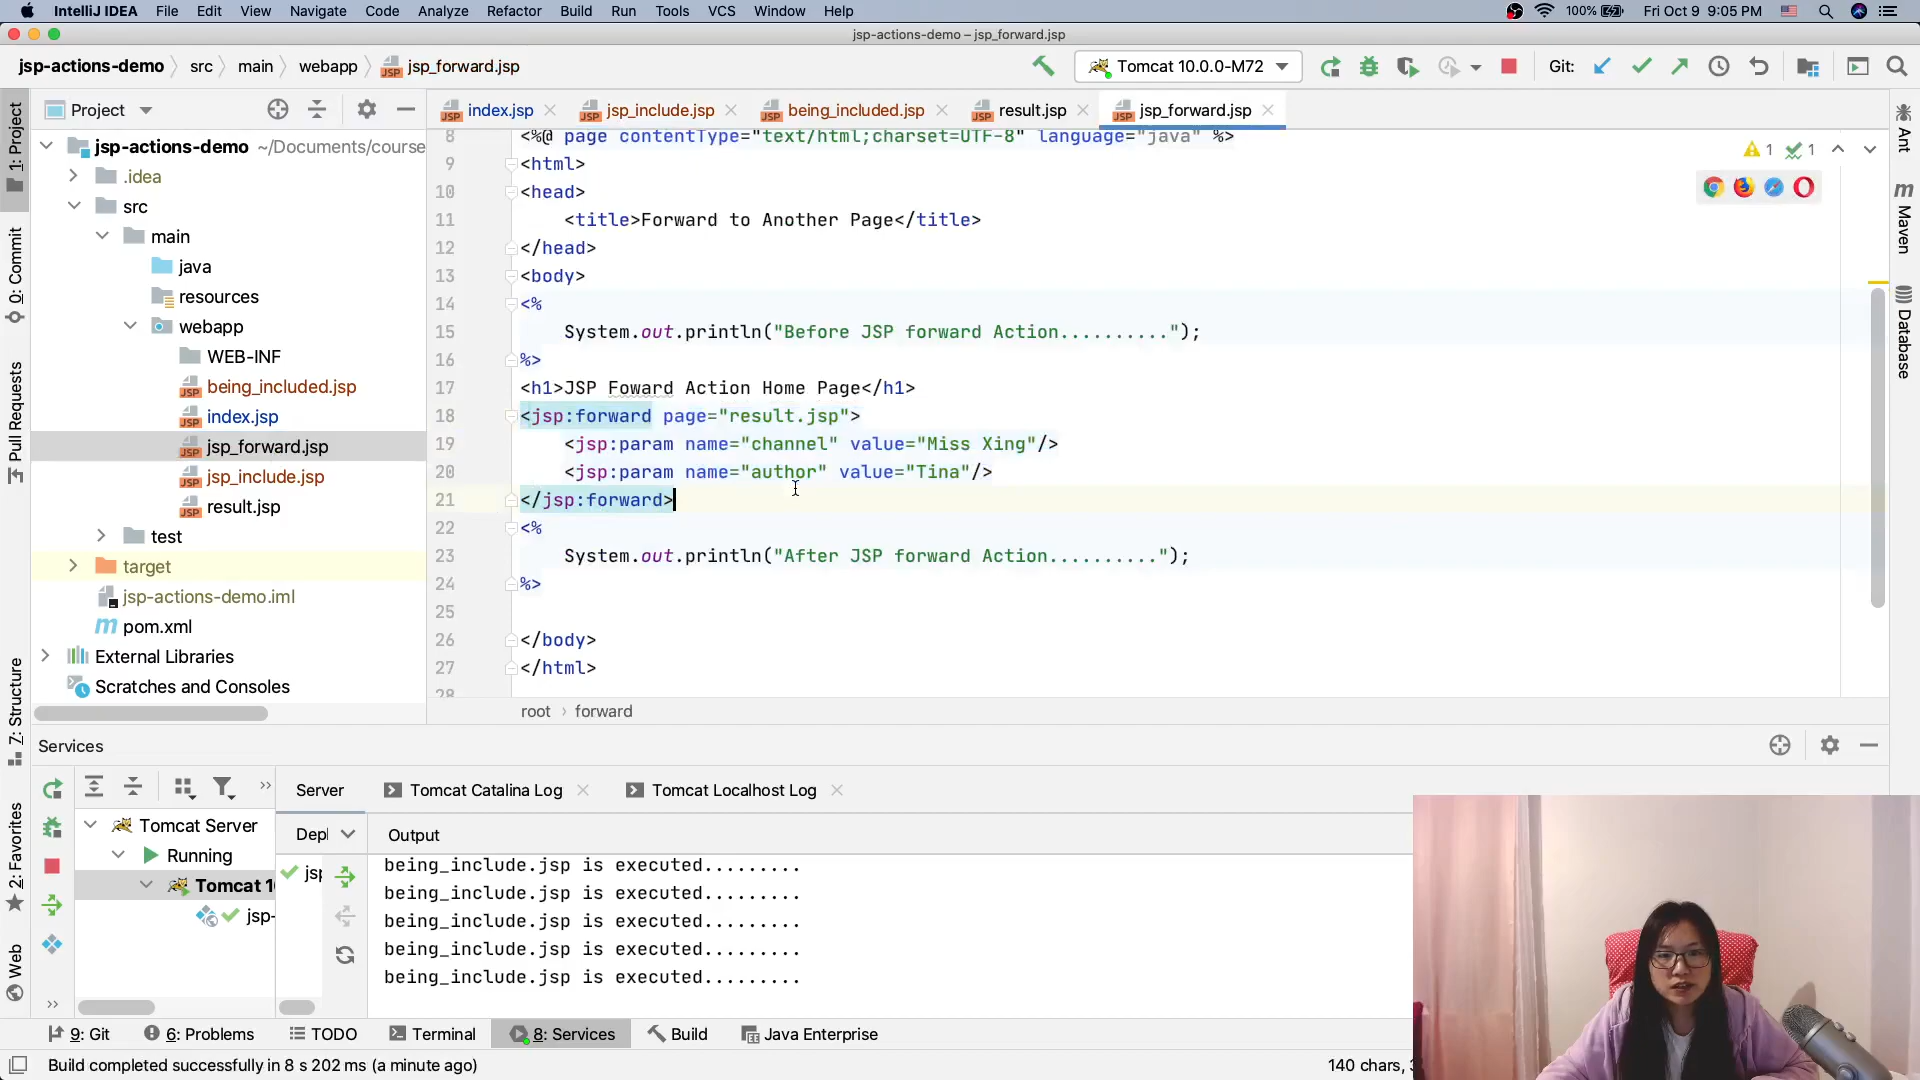 IntelliJ IDEA File Edit View Navigate Code Analyze Refactor Build Run Tools VCS Window Help 100% Fri Oct 9 9:05 PM
jsp-actions-demo – jsp_forward.jsp
jsp-actions-demo src main webapp jsp_forward.jsp Tomcat 10.0.0-M72 Git:
Project
index.jsp jsp_include.jsp being_included.jsp result.jsp jsp_forward.jsp
jsp-actions-demo ~/Documents/course
.idea
src
main
java
resources
webapp
WEB-INF
being_included.jsp
index.jsp
jsp_forward.jsp
jsp_include.jsp
result.jsp
test
target
jsp-actions-demo.iml
pom.xml
External Libraries
Scratches and Consoles
1: Project
0: Commit
Pull Requests
7: Structure
2: Favorites
Web
8 <%@ page contentType="text/html;charset=UTF-8" language="java" %>
9 <html>
10 <head>
11 <title>Forward to Another Page</title>
12 </head>
13 <body>
14 <%
15 System.out.println("Before JSP forward Action..........");
16 %>
17 <h1>JSP Foward Action Home Page</h1>
18 <jsp:forward page="result.jsp">
19 <jsp:param name="channel" value="Miss Xing"/>
20 <jsp:param name="author" value="Tina"/>
21 </jsp:forward>
22 <%
23 System.out.println("After JSP forward Action..........");
24 %>
25
26 </body>
27 </html>
28
1 1
Ant
Maven
Database
root › forward
Services
Server Tomcat Catalina Log Tomcat Localhost Log
Tomcat Server
Running
Tomcat 1
jsp-
Depl Output
jsp
being_include.jsp is executed.........
being_include.jsp is executed.........
being_include.jsp is executed.........
being_include.jsp is executed.........
being_include.jsp is executed.........
9: Git 6: Problems TODO Terminal 8: Services Build Java Enterprise
Build completed successfully in 8 s 202 ms (a minute ago) 140 chars,